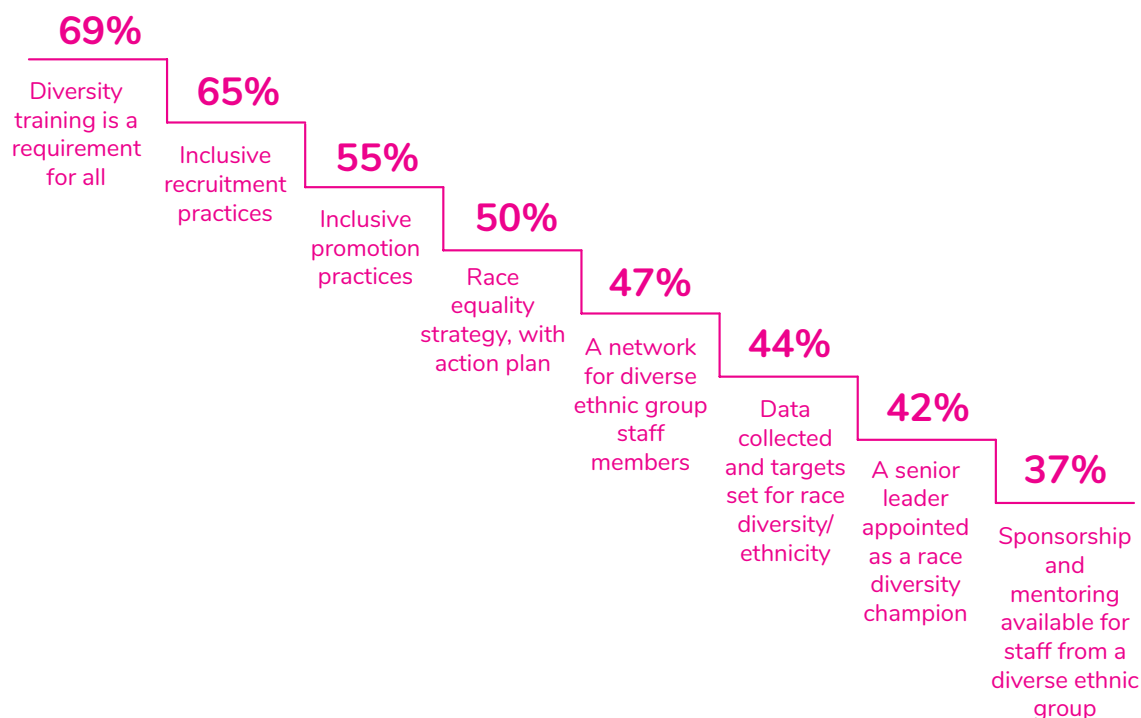 69%
Diversity
training is a
requirement
for all
65%
Inclusive
recruitment
practices
55%
Inclusive
promotion
practices
50%
Race
equality
strategy, with
action plan
47%
A network
for diverse
ethnic group
staff
members
44%
Data
collected
and targets
set for race
diversity/
ethnicity
42%
A senior
leader
appointed
as a race
diversity
champion
37%
Sponsorship
and
mentoring
available for
staff from a
diverse ethnic
group